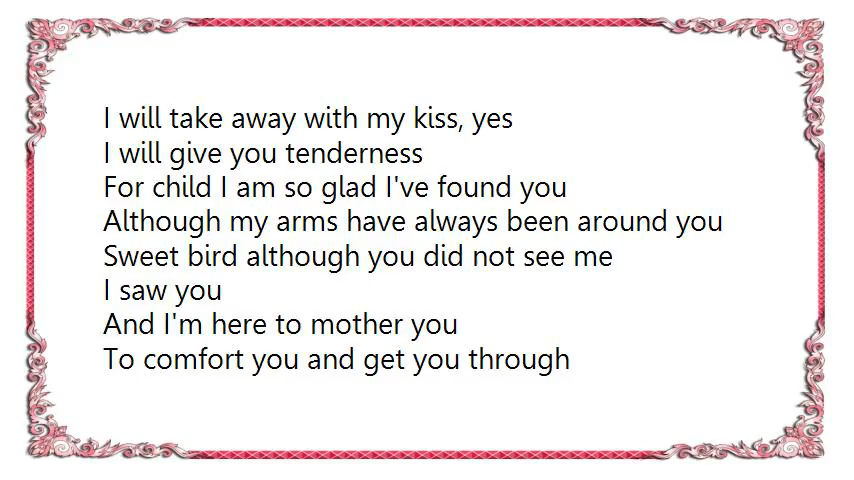 I will take away with my kiss, yes
I will give you tenderness
For child I am so glad I've found you
Although my arms have always been around you
Sweet bird although you did not see me
I saw you
And I'm here to mother you
To comfort you and get you through